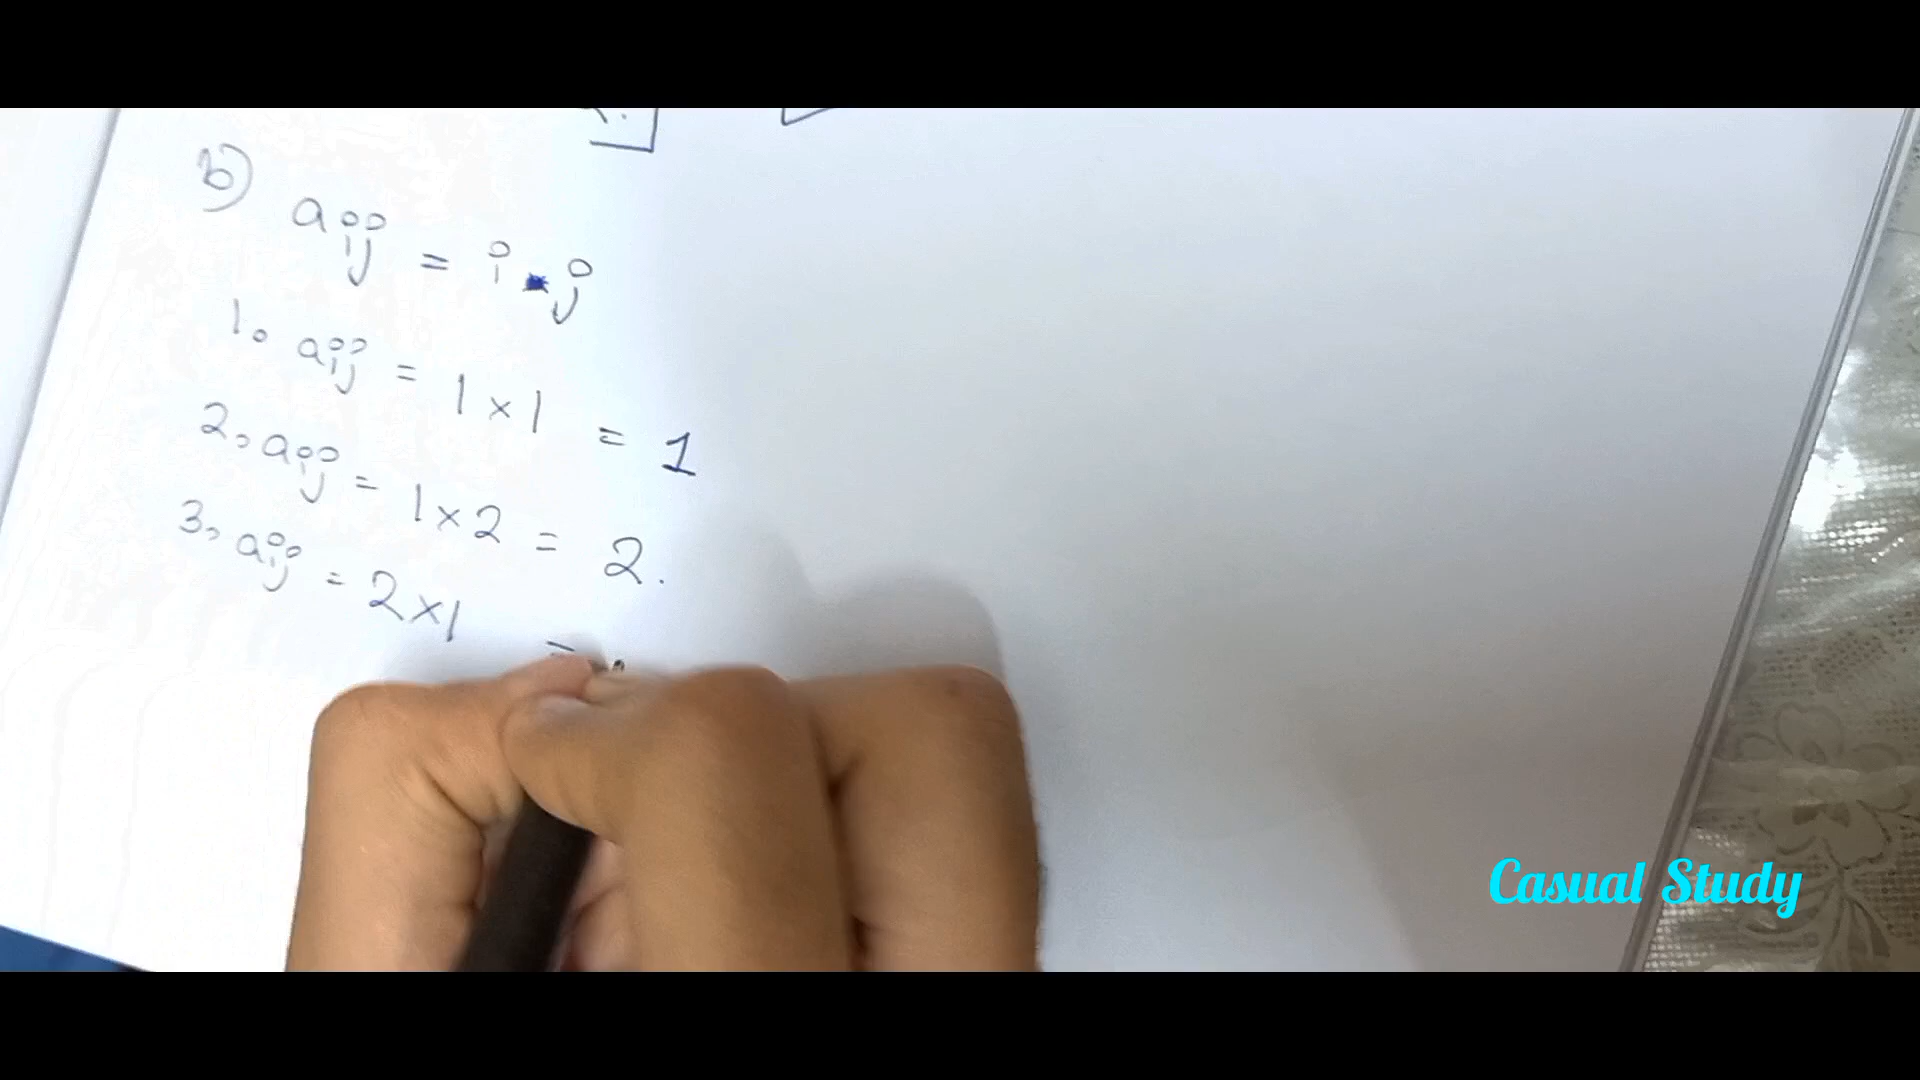 b) aij = i . j
1. aij = 1 × 1 = 1
2. aij = 1 × 2 = 2.
3. aij = 2 × 1 =
Casual Study